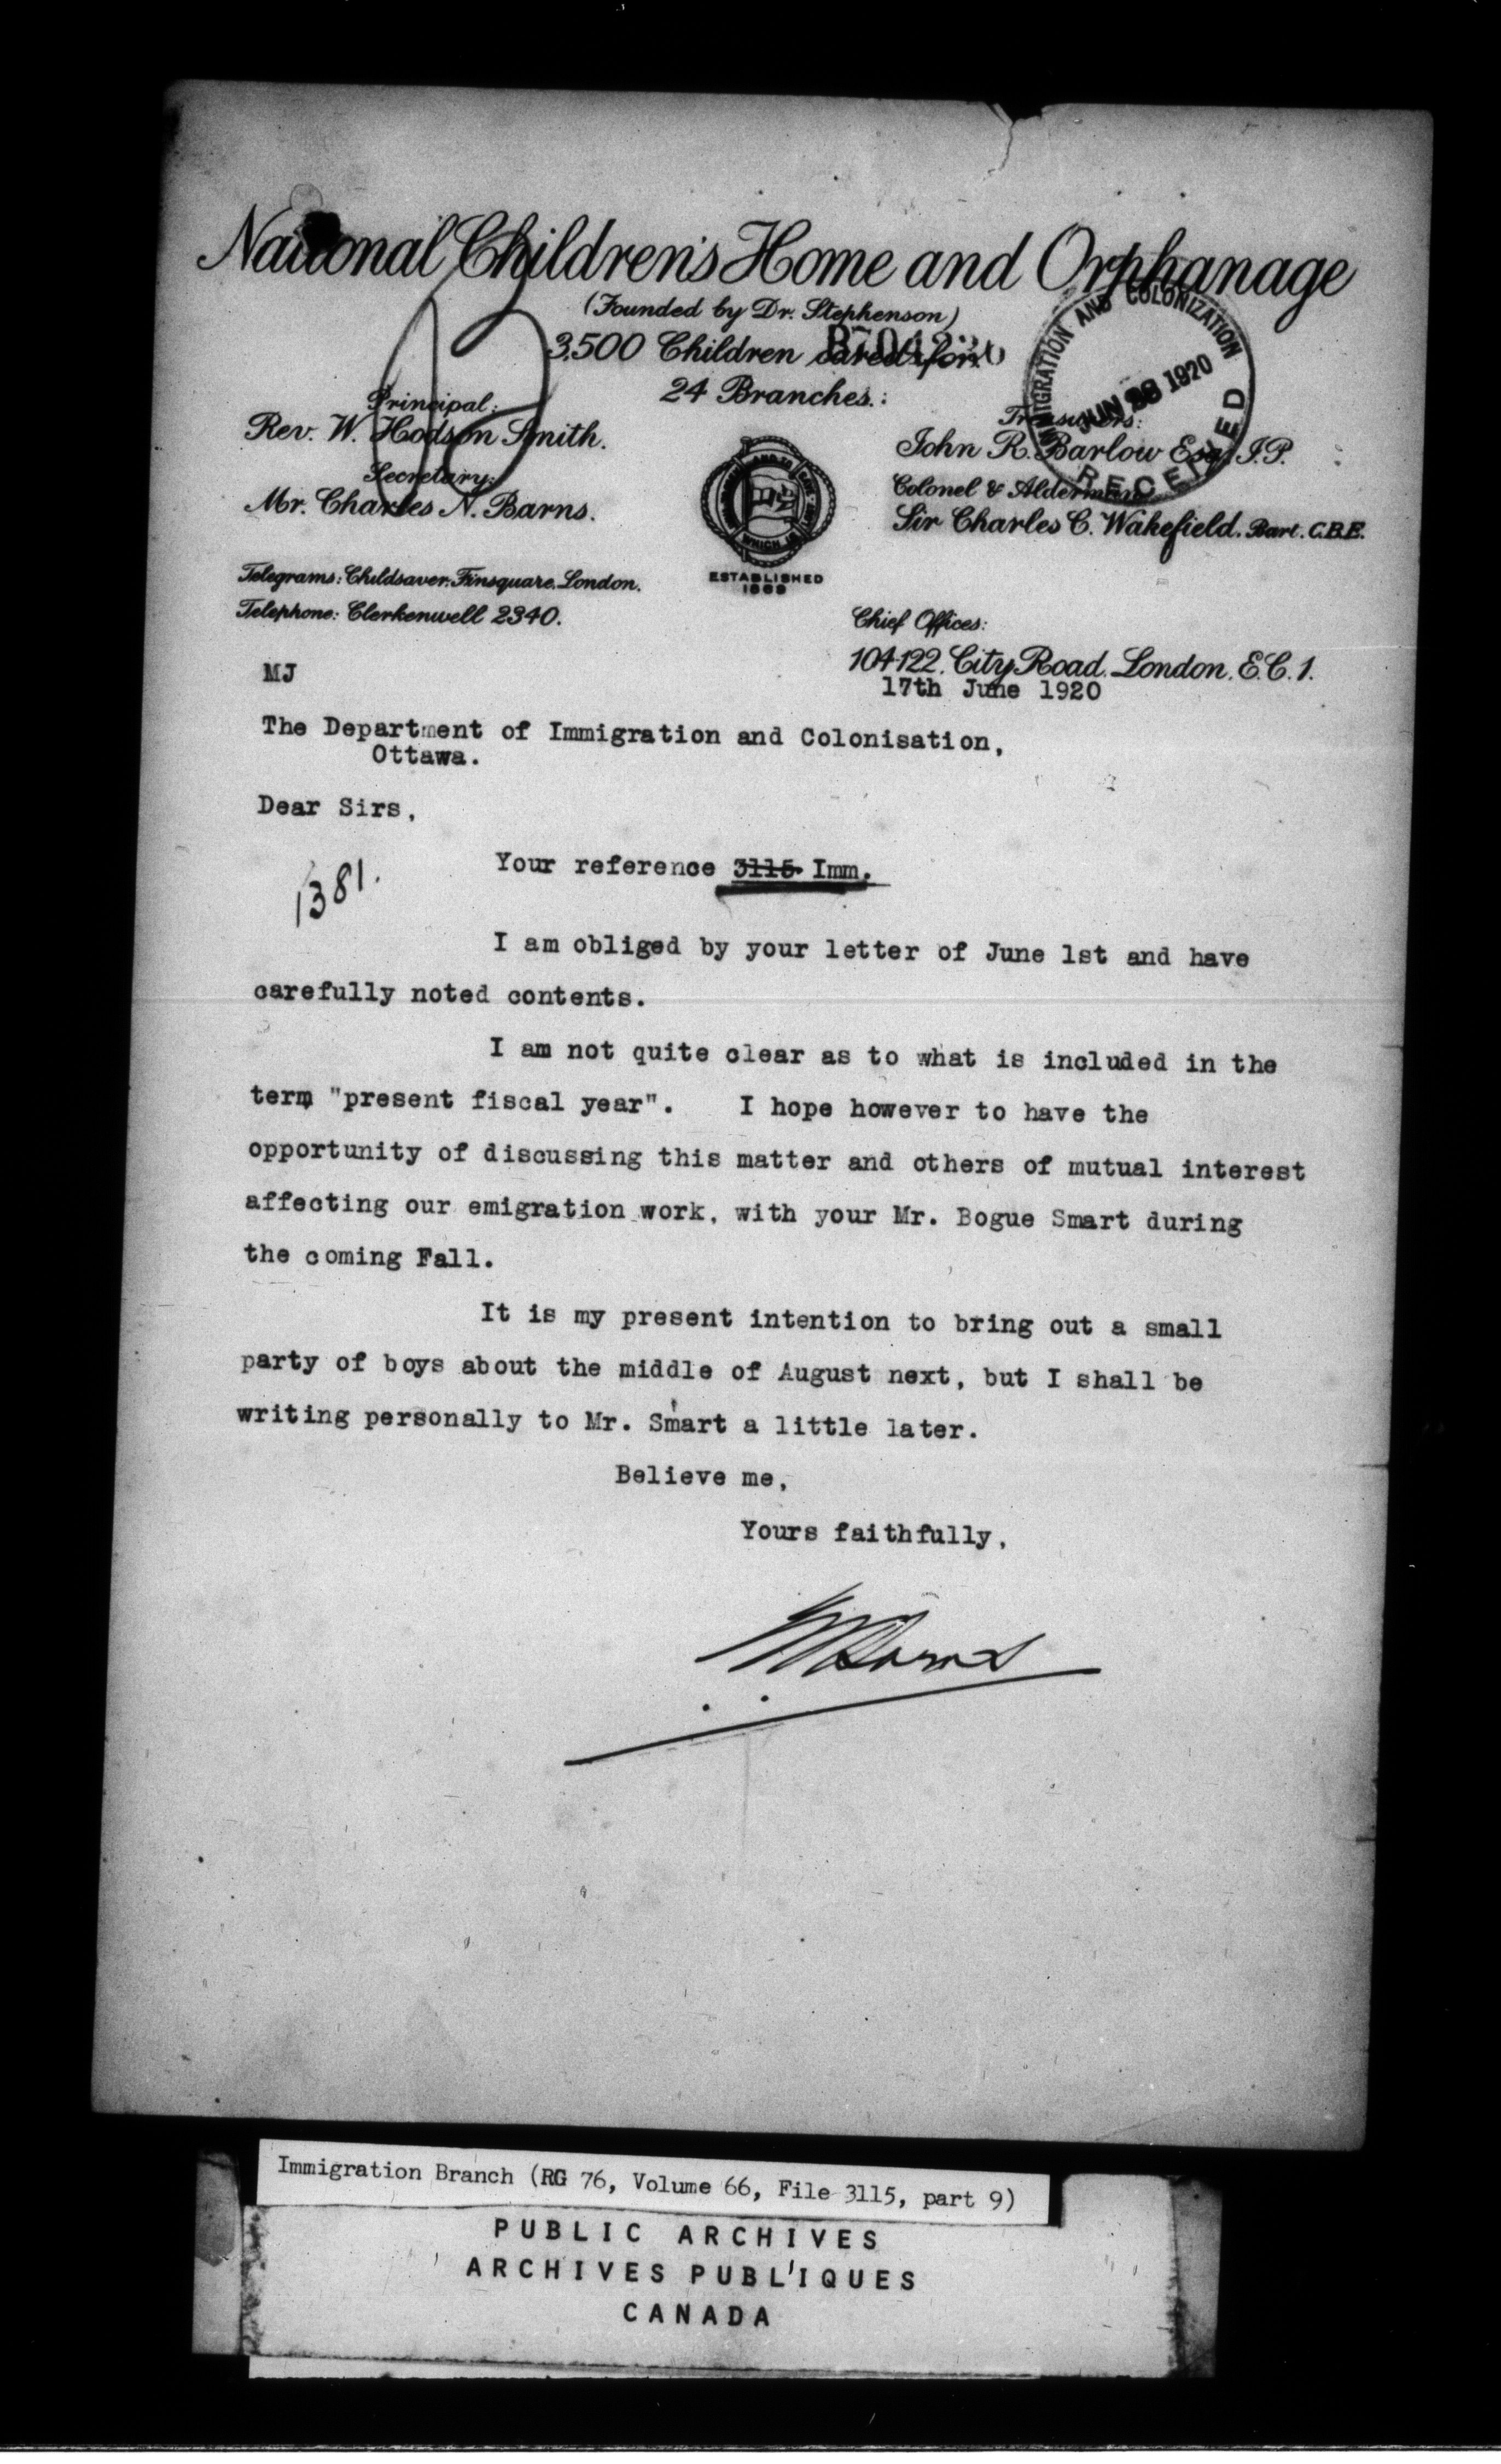 National Children's Home and Orphanage
(Founded by Dr. Stephenson)
3,500 Children cared for.
24 Branches.:
IMMIGRATION AND COLONIZATION
JUN 28 1920
RECEIVED
Principal:
Rev. W. Hodson Smith.
Secretary:
Mr. Charles N. Barns.
Treasurers:
John R. Barlow Esq. J.P.
Colonel & Alderman
Sir Charles C. Wakefield. Bart. C.B.E.
ESTABLISHED
1869
Telegrams: Childsaver. Finsquare. London.
Telephone: Clerkenwell 2340.
Chief Offices:
104-122. City Road. London. E.C. 1.
MJ
17th June 1920
The Department of Immigration and Colonisation,
Ottawa.
Dear Sirs,
1381.
Your reference 3115 Imm.
I am obliged by your letter of June 1st and have
carefully noted contents.
I am not quite clear as to what is included in the
term "present fiscal year". I hope however to have the
opportunity of discussing this matter and others of mutual interest
affecting our emigration work, with your Mr. Bogue Smart during
the coming Fall.
It is my present intention to bring out a small
party of boys about the middle of August next, but I shall be
writing personally to Mr. Smart a little later.
Believe me,
Yours faithfully,
Immigration Branch (RG 76, Volume 66, File 3115, part 9)
PUBLIC ARCHIVES
ARCHIVES PUBLIQUES
CANADA